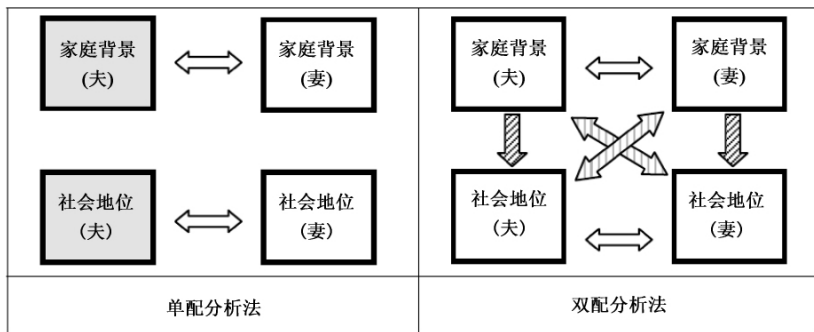 家庭背景
(夫)
家庭背景
(妻)
社会地位
（夫）
社会地位
（妻）
单配分析法
家庭背景
(夫)
家庭背景
(妻)
社会地位
（夫）
社会地位
（妻）
双配分析法